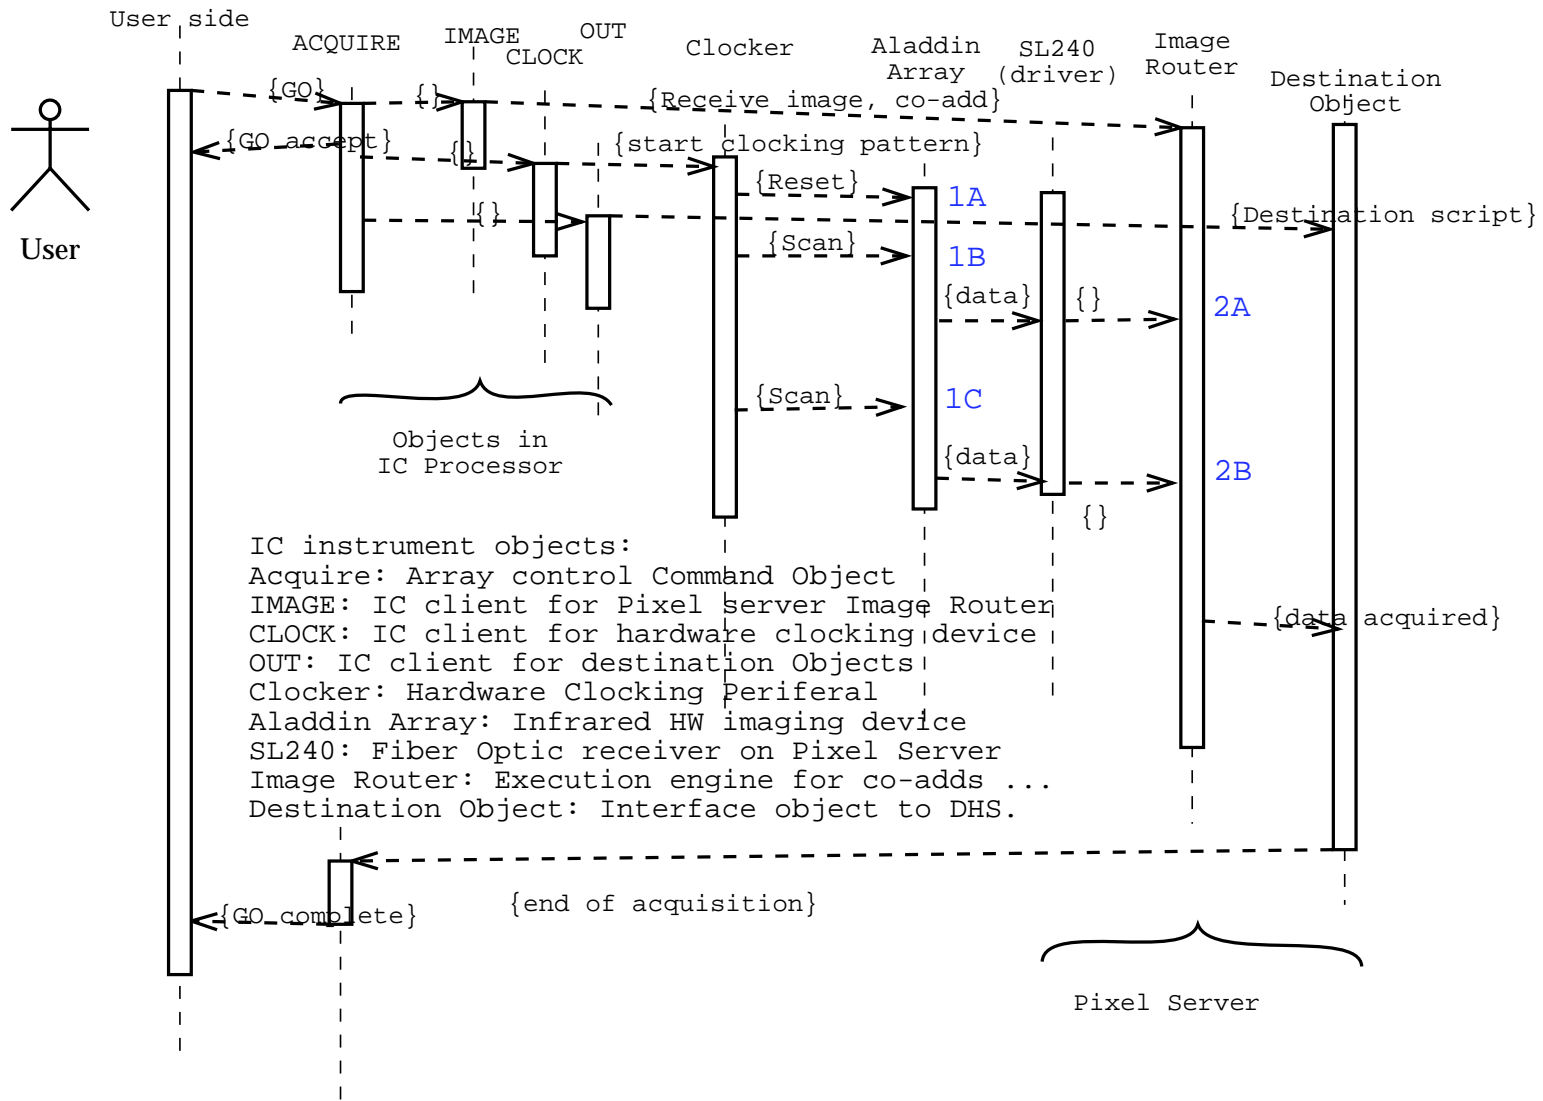 User side
ACQUIRE
IMAGE
CLOCK
OUT
Clocker
Aladdin
Array
SL240
(driver)
Image
Router
Destination
Object
{GO}
{}
{Receive image, co-add}
{GO accept}
{}
{start clocking pattern}
{Reset}
1A
{}
{Destination script}
User
{Scan}
1B
{data}
{}
2A
{Scan}
1C
Objects in
IC Processor
{data}
2B
{}
IC instrument objects:
Acquire: Array control Command Object
IMAGE: IC client for Pixel server Image Router
CLOCK: IC client for hardware clocking device
OUT: IC client for destination Objects
Clocker: Hardware Clocking Periferal
Aladdin Array: Infrared HW imaging device
SL240: Fiber Optic receiver on Pixel Server
Image Router: Execution engine for co-adds ...
Destination Object: Interface object to DHS.
{data acquired}
{end of acquisition}
{GO complete}
Pixel Server